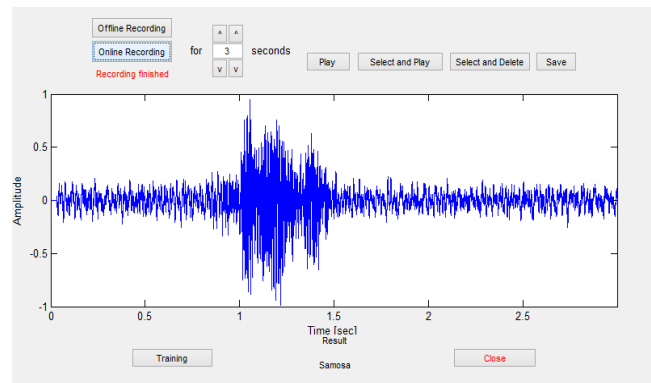 Offline Recording
^ ^
Online Recording for 3 seconds
v v
Recording finished
Play Select and Play Select and Delete Save
1
0.5
0
-0.5
-1
Amplitude
0 0.5 1 1.5 2 2.5
Time [sec]
Result
Training Samosa Close